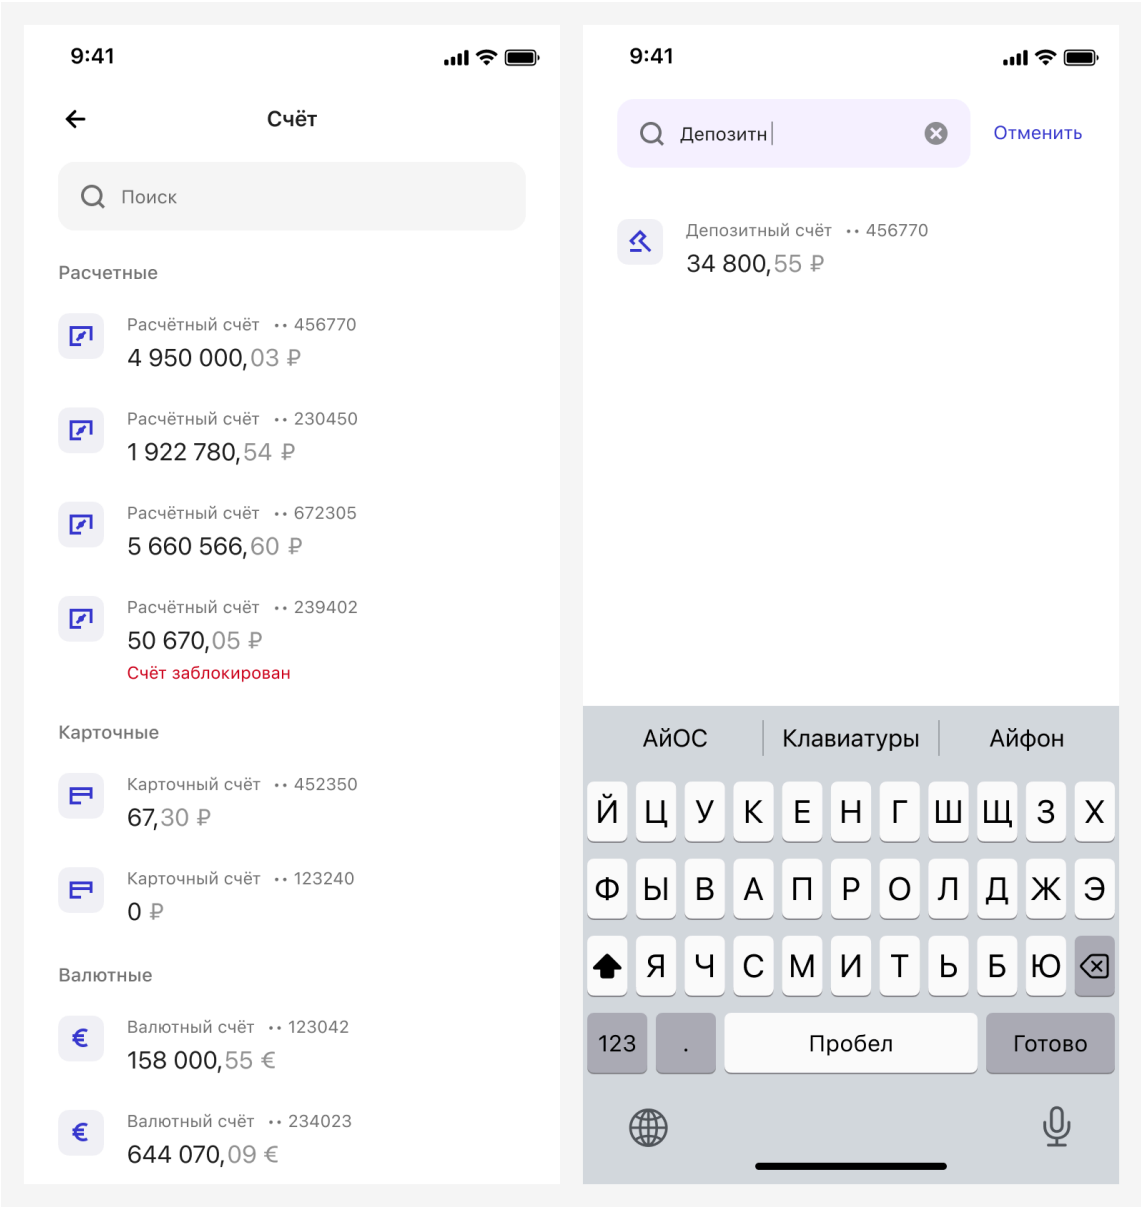 9:41
Счёт
Поиск
Расчетные
Расчётный счёт •• 456770
4 950 000,03 ₽
Расчётный счёт •• 230450
1 922 780,54 ₽
Расчётный счёт •• 672305
5 660 566,60 ₽
Расчётный счёт •• 239402
50 670,05 ₽
Счёт заблокирован
Карточные
Карточный счёт •• 452350
67,30 ₽
Карточный счёт •• 123240
0 ₽
Валютные
€
Валютный счёт •• 123042
158 000,55 €
€
Валютный счёт •• 234023
644 070,09 €
9:41
Депозитн
Отменить
Депозитный счёт •• 456770
34 800,55 ₽
АйОС Клавиатуры Айфон
Й Ц У К Е Н Г Ш Щ З Х
Ф Ы В А П Р О Л Д Ж Э
Я Ч С М И Т Ь Б Ю
123 . Пробел Готово